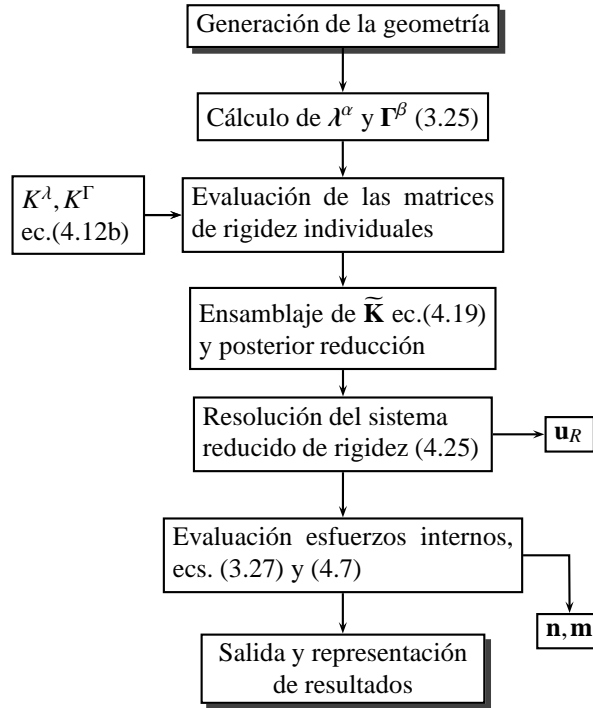 Generación de la geometría
Cálculo de λ^α y Γ^β (3.25)
K^λ, K^Γ
ec.(4.12b)
Evaluación de las matrices
de rigidez individuales
Ensamblaje de K̃ ec.(4.19)
y posterior reducción
Resolución del sistema
reducido de rigidez (4.25)
u_R
Evaluación esfuerzos internos,
ecs. (3.27) y (4.7)
n, m
Salida y representación
de resultados